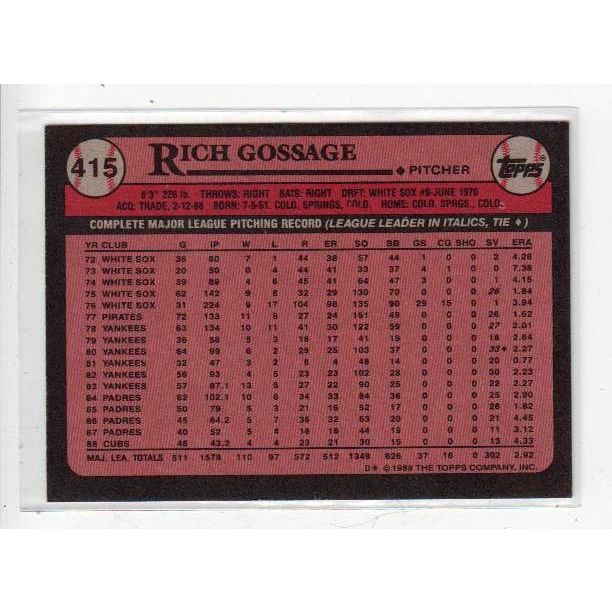 415 RICH GOSSAGE PITCHER Topps®
6'3" 226 lb. THROWS: RIGHT BATS: RIGHT DRFT: WHITE SOX #9-JUNE 1970
ACQ: TRADE, 2-12-88 BORN: 7-5-51, COLO. SPRINGS, COLO. HOME: COLO. SPRGS., COLO.
COMPLETE MAJOR LEAGUE PITCHING RECORD (LEAGUE LEADER IN ITALICS, TIE ♦)
YR CLUB G IP W L R ER SO BB GS CG SHO SV ERA
72 WHITE SOX 36 80 7 1 44 38 57 44 1 0 0 2 4.28
73 WHITE SOX 20 50 0 4 44 41 33 37 4 1 0 0 7.38
74 WHITE SOX 39 89 4 6 45 41 64 47 3 0 0 1 4.15
75 WHITE SOX 62 142 9 8 32 29 130 70 0 0 0 26 1.84
76 WHITE SOX 31 224 9 17 104 98 135 90 29 15 0 1 3.94
77 PIRATES 72 133 11 9 27 24 151 49 0 0 0 26 1.62
78 YANKEES 63 134 10 11 41 30 122 59 0 0 0 27 2.01
79 YANKEES 36 58 5 3 18 17 41 19 0 0 0 18 2.64
80 YANKEES 64 99 6 2 29 25 103 37 0 0 0 33♦ 2.27
81 YANKEES 32 47 3 2 6 4 48 14 0 0 0 20 0.77
82 YANKEES 56 93 4 5 23 23 102 28 0 0 0 30 2.23
83 YANKEES 57 87.1 13 5 27 22 90 25 0 0 0 22 2.27
84 PADRES 62 102.1 10 6 34 33 84 36 0 0 0 25 2.90
85 PADRES 50 79 5 3 21 16 52 17 0 0 0 26 1.82
86 PADRES 45 64.2 5 7 36 32 63 20 0 0 0 21 4.45
87 PADRES 40 52 5 4 18 18 44 19 0 0 0 11 3.12
88 CUBS 46 43.2 4 4 23 21 30 15 0 0 0 13 4.33
MAJ. LEA. TOTALS 811 1578 110 97 572 512 1349 626 37 16 0 302 2.92
D* © 1989 THE TOPPS COMPANY, INC.